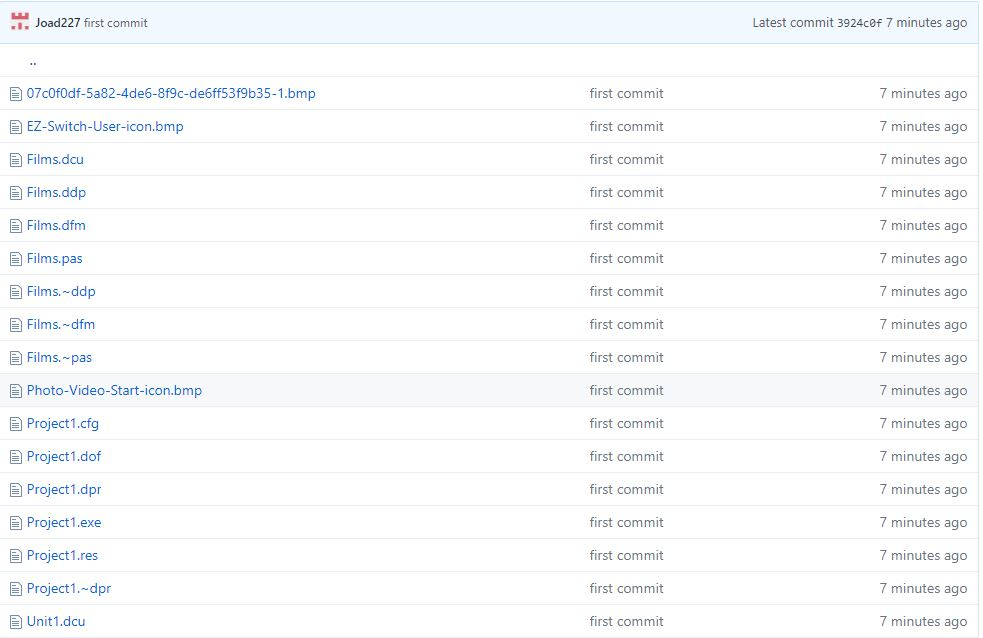 Joad227 first commit Latest commit 3924c0f 7 minutes ago
..
07c0f0df-5a82-4de6-8f9c-de6ff53f9b35-1.bmp first commit 7 minutes ago
EZ-Switch-User-icon.bmp first commit 7 minutes ago
Films.dcu first commit 7 minutes ago
Films.ddp first commit 7 minutes ago
Films.dfm first commit 7 minutes ago
Films.pas first commit 7 minutes ago
Films.~ddp first commit 7 minutes ago
Films.~dfm first commit 7 minutes ago
Films.~pas first commit 7 minutes ago
Photo-Video-Start-icon.bmp first commit 7 minutes ago
Project1.cfg first commit 7 minutes ago
Project1.dof first commit 7 minutes ago
Project1.dpr first commit 7 minutes ago
Project1.exe first commit 7 minutes ago
Project1.res first commit 7 minutes ago
Project1.~dpr first commit 7 minutes ago
Unit1.dcu first commit 7 minutes ago